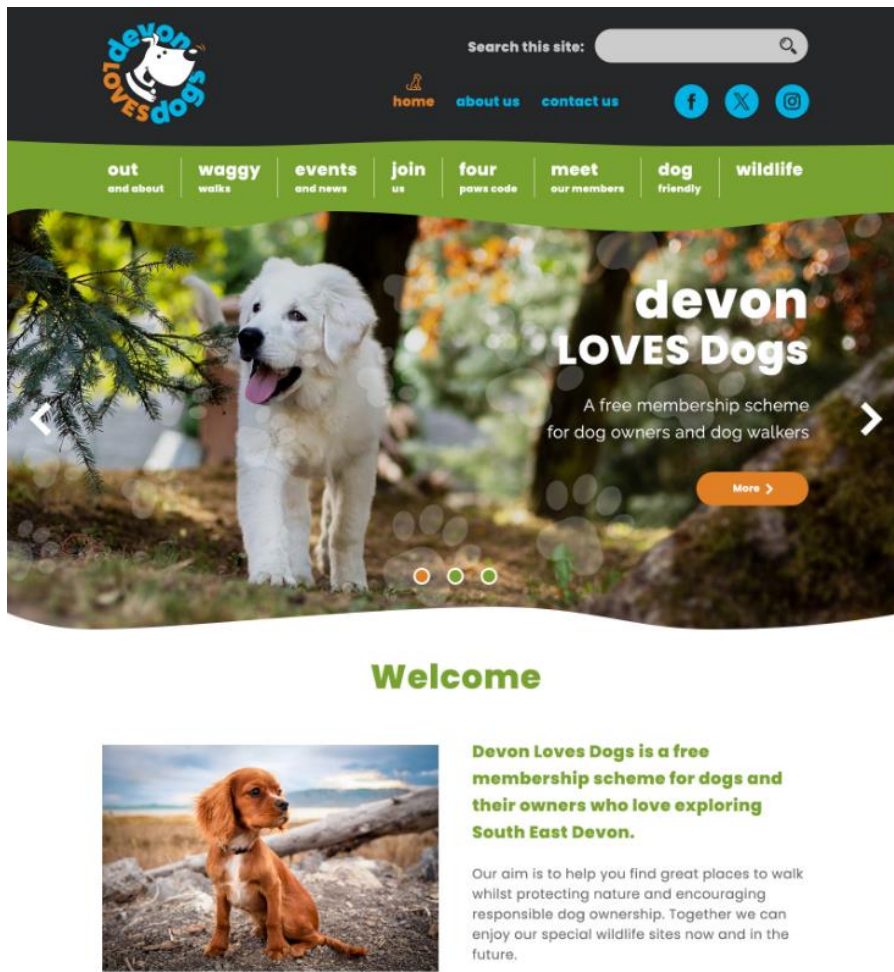 devon
LOVES dogs
Search this site:
home about us contact us
out waggy events join four meet dog wildlife
and about walks and news us paws code our members friendly
devon
LOVES Dogs
A free membership scheme
for dog owners and dog walkers
More
Welcome
Devon Loves Dogs is a free
membership scheme for dogs and
their owners who love exploring
South East Devon.
Our aim is to help you find great places to walk
whilst protecting nature and encouraging
responsible dog ownership. Together we can
enjoy our special wildlife sites now and in the
future.